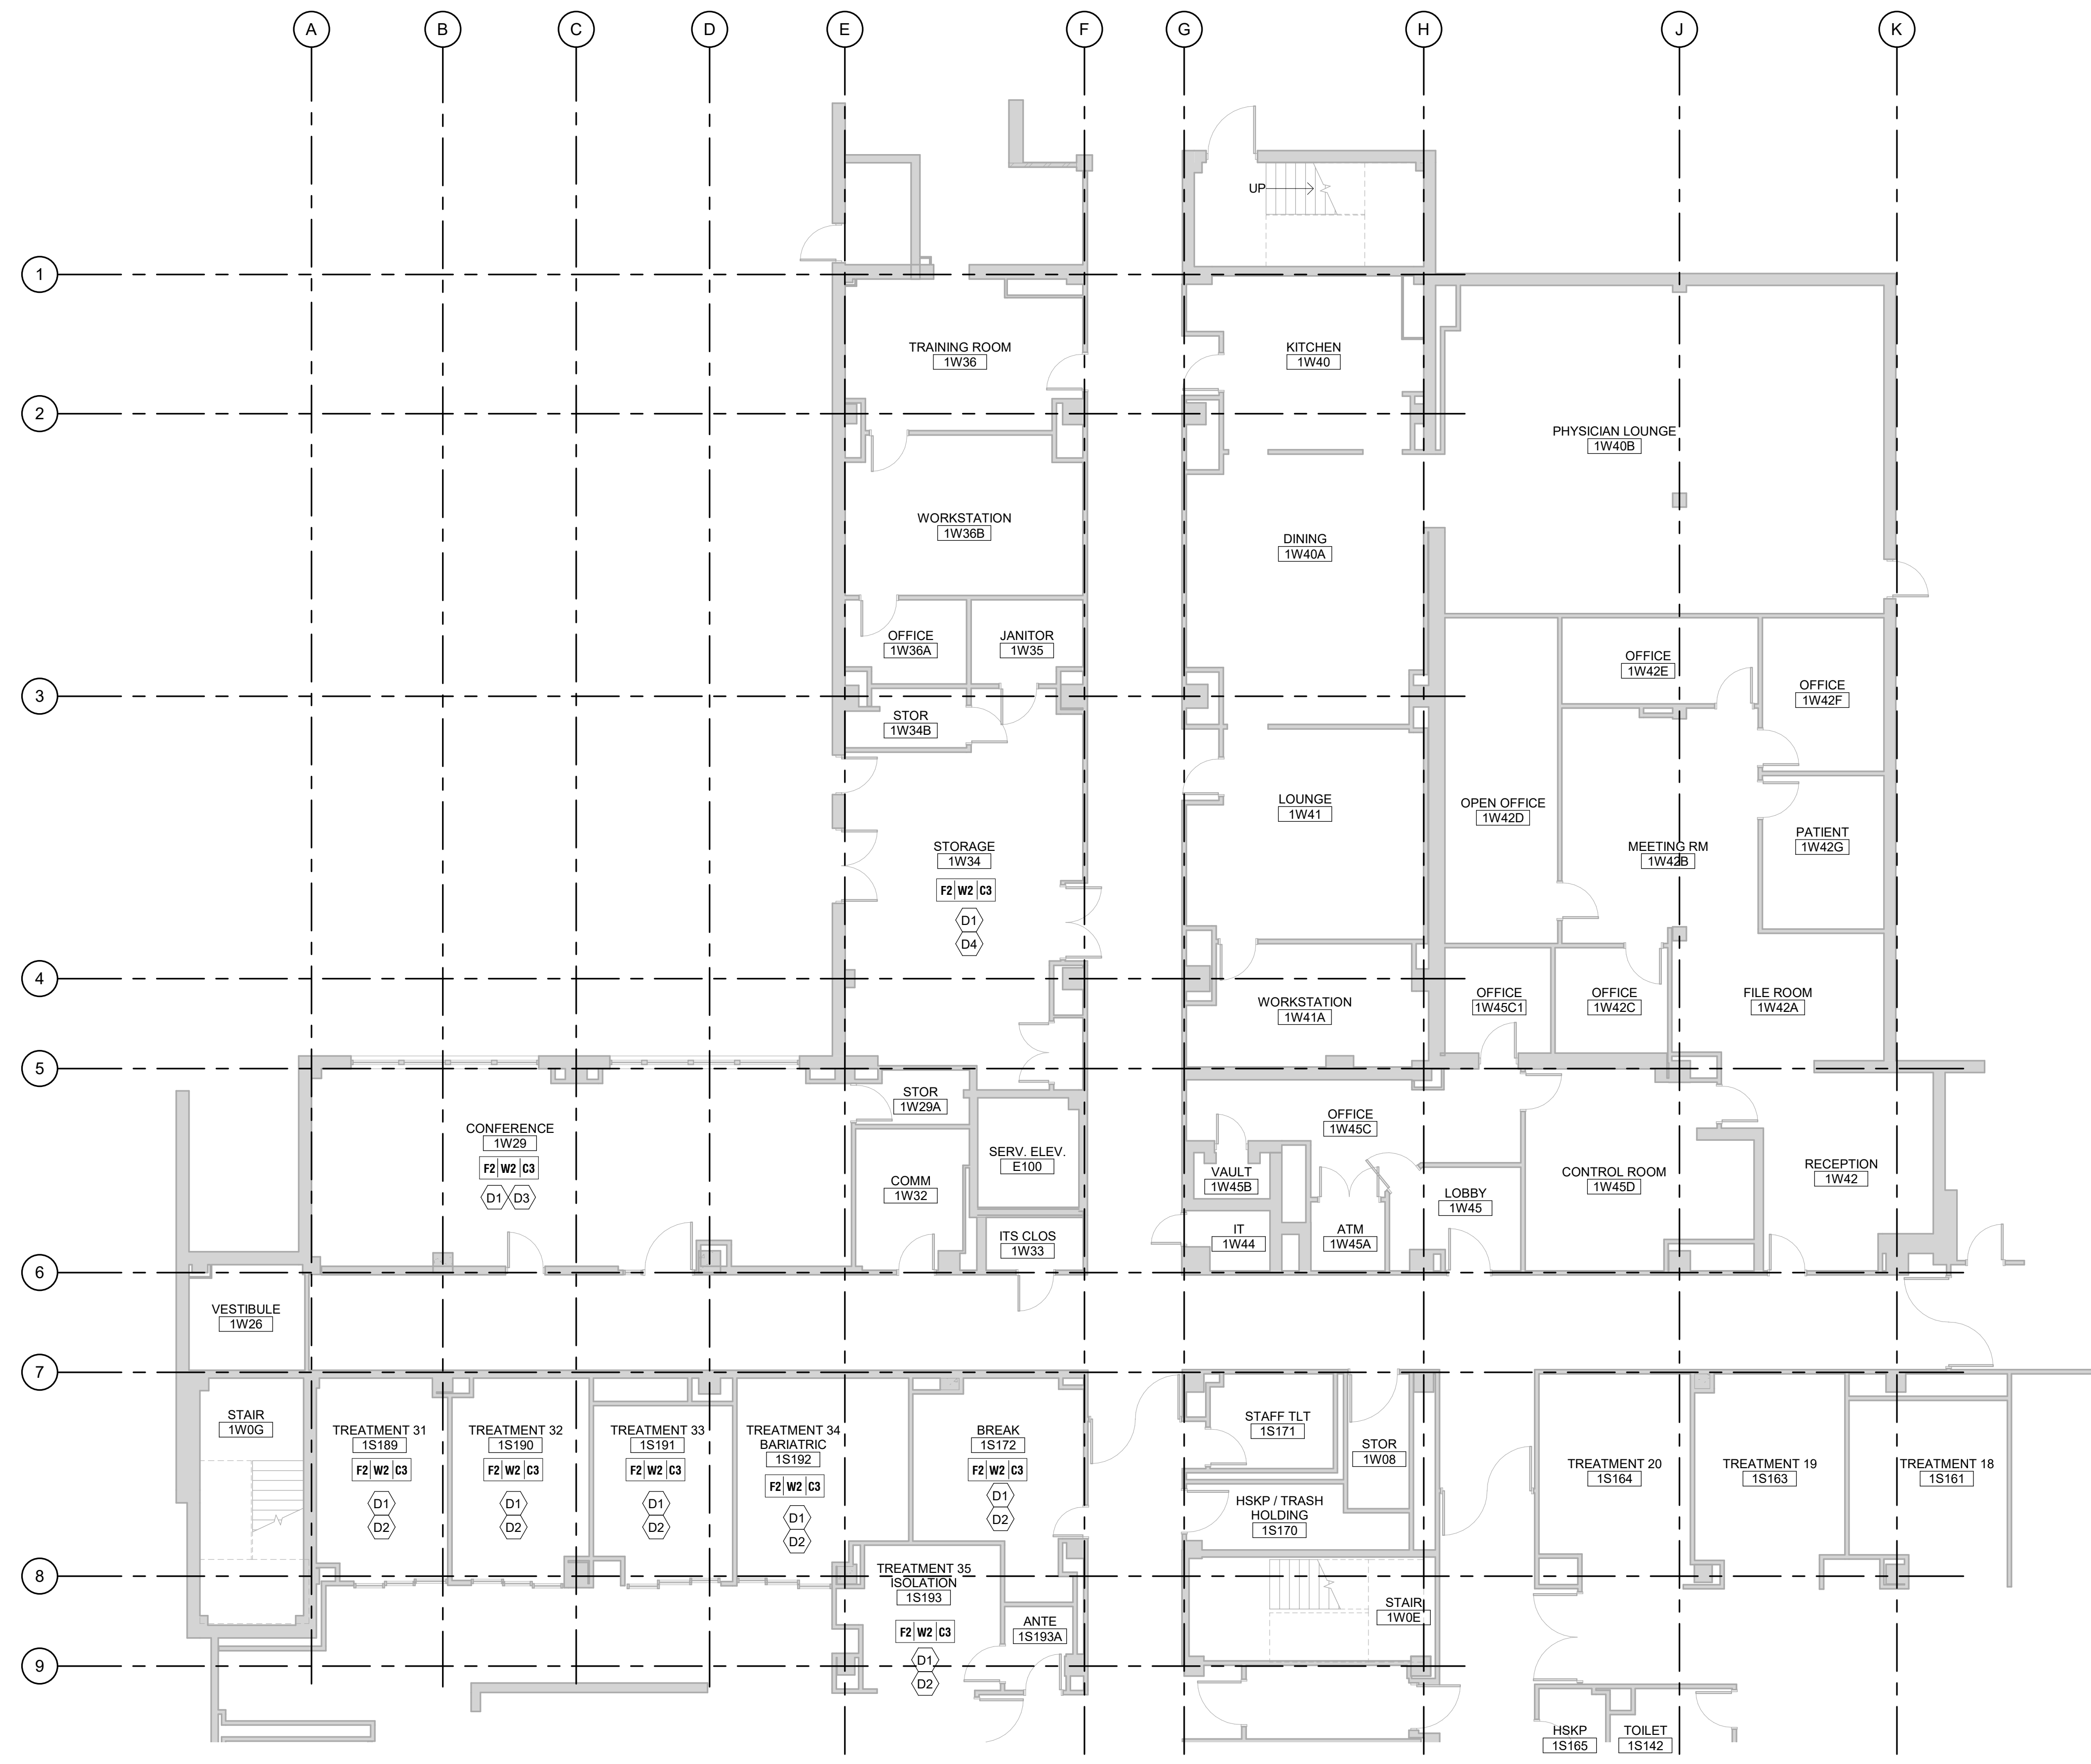 A B C D E F G H J K
UP
1
TRAINING ROOM
1W36
KITCHEN
1W40
2
PHYSICIAN LOUNGE
1W40B
WORKSTATION
1W36B
DINING
1W40A
OFFICE
1W36A
JANITOR
1W35
OFFICE
1W42E
OFFICE
1W42F
3
STOR
1W34B
STORAGE
1W34
F2 W2 C3
D1
D4
LOUNGE
1W41
OPEN OFFICE
1W42D
MEETING RM
1W42B
PATIENT
1W42G
4
WORKSTATION
1W41A
OFFICE
1W45C1
OFFICE
1W42C
FILE ROOM
1W42A
5
STOR
1W29A
CONFERENCE
1W29
F2 W2 C3
D1 D3
COMM
1W32
SERV. ELEV.
E100
ITS CLOS
1W33
OFFICE
1W45C
VAULT
1W45B
IT
1W44
ATM
1W45A
LOBBY
1W45
CONTROL ROOM
1W45D
RECEPTION
1W42
6
VESTIBULE
1W26
7
STAIR
1W0G
TREATMENT 31
1S189
F2 W2 C3
D1
D2
TREATMENT 32
1S190
F2 W2 C3
D1
D2
TREATMENT 33
1S191
F2 W2 C3
D1
D2
TREATMENT 34
BARIATRIC
1S192
F2 W2 C3
D1
D2
BREAK
1S172
F2 W2 C3
D1
D2
STAFF TLT
1S171
STOR
1W08
HSKP / TRASH
HOLDING
1S170
TREATMENT 20
1S164
TREATMENT 19
1S163
TREATMENT 18
1S161
8
TREATMENT 35
ISOLATION
1S193
F2 W2 C3
D1
D2
ANTE
1S193A
STAIR
1W0E
9
HSKP
1S165
TOILET
1S142